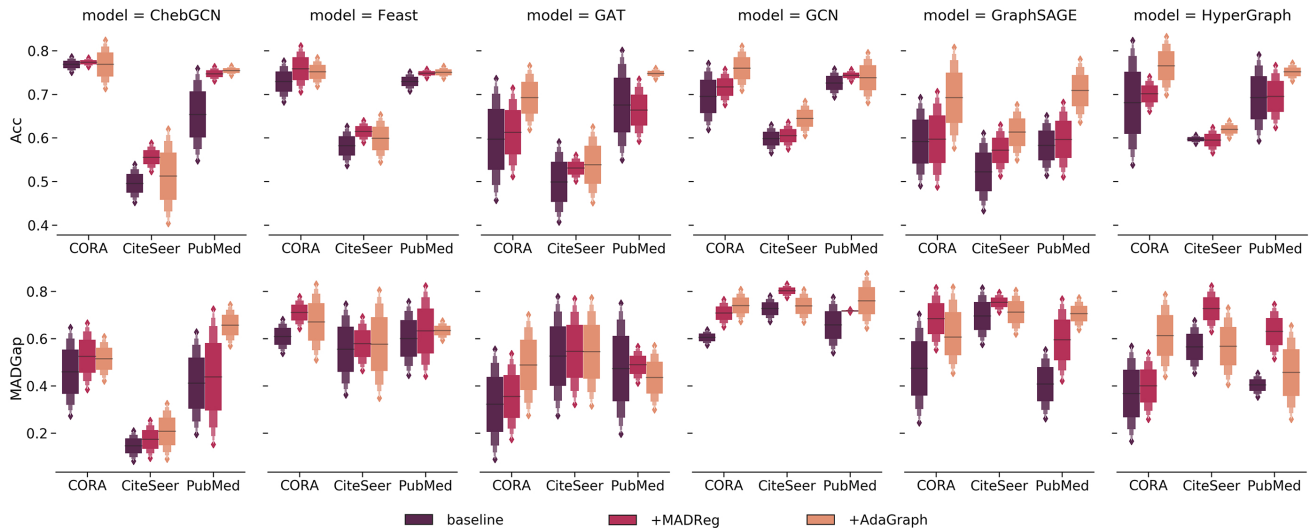 model = ChebGCN model = Feast model = GAT model = GCN model = GraphSAGE model = HyperGraph
Acc
0.8
0.7
0.6
0.5
0.4
CORA CiteSeer PubMed CORA CiteSeer PubMed CORA CiteSeer PubMed CORA CiteSeer PubMed CORA CiteSeer PubMed CORA CiteSeer PubMed
MADGap
0.8
0.6
0.4
0.2
CORA CiteSeer PubMed CORA CiteSeer PubMed CORA CiteSeer PubMed CORA CiteSeer PubMed CORA CiteSeer PubMed CORA CiteSeer PubMed
baseline +MADReg +AdaGraph